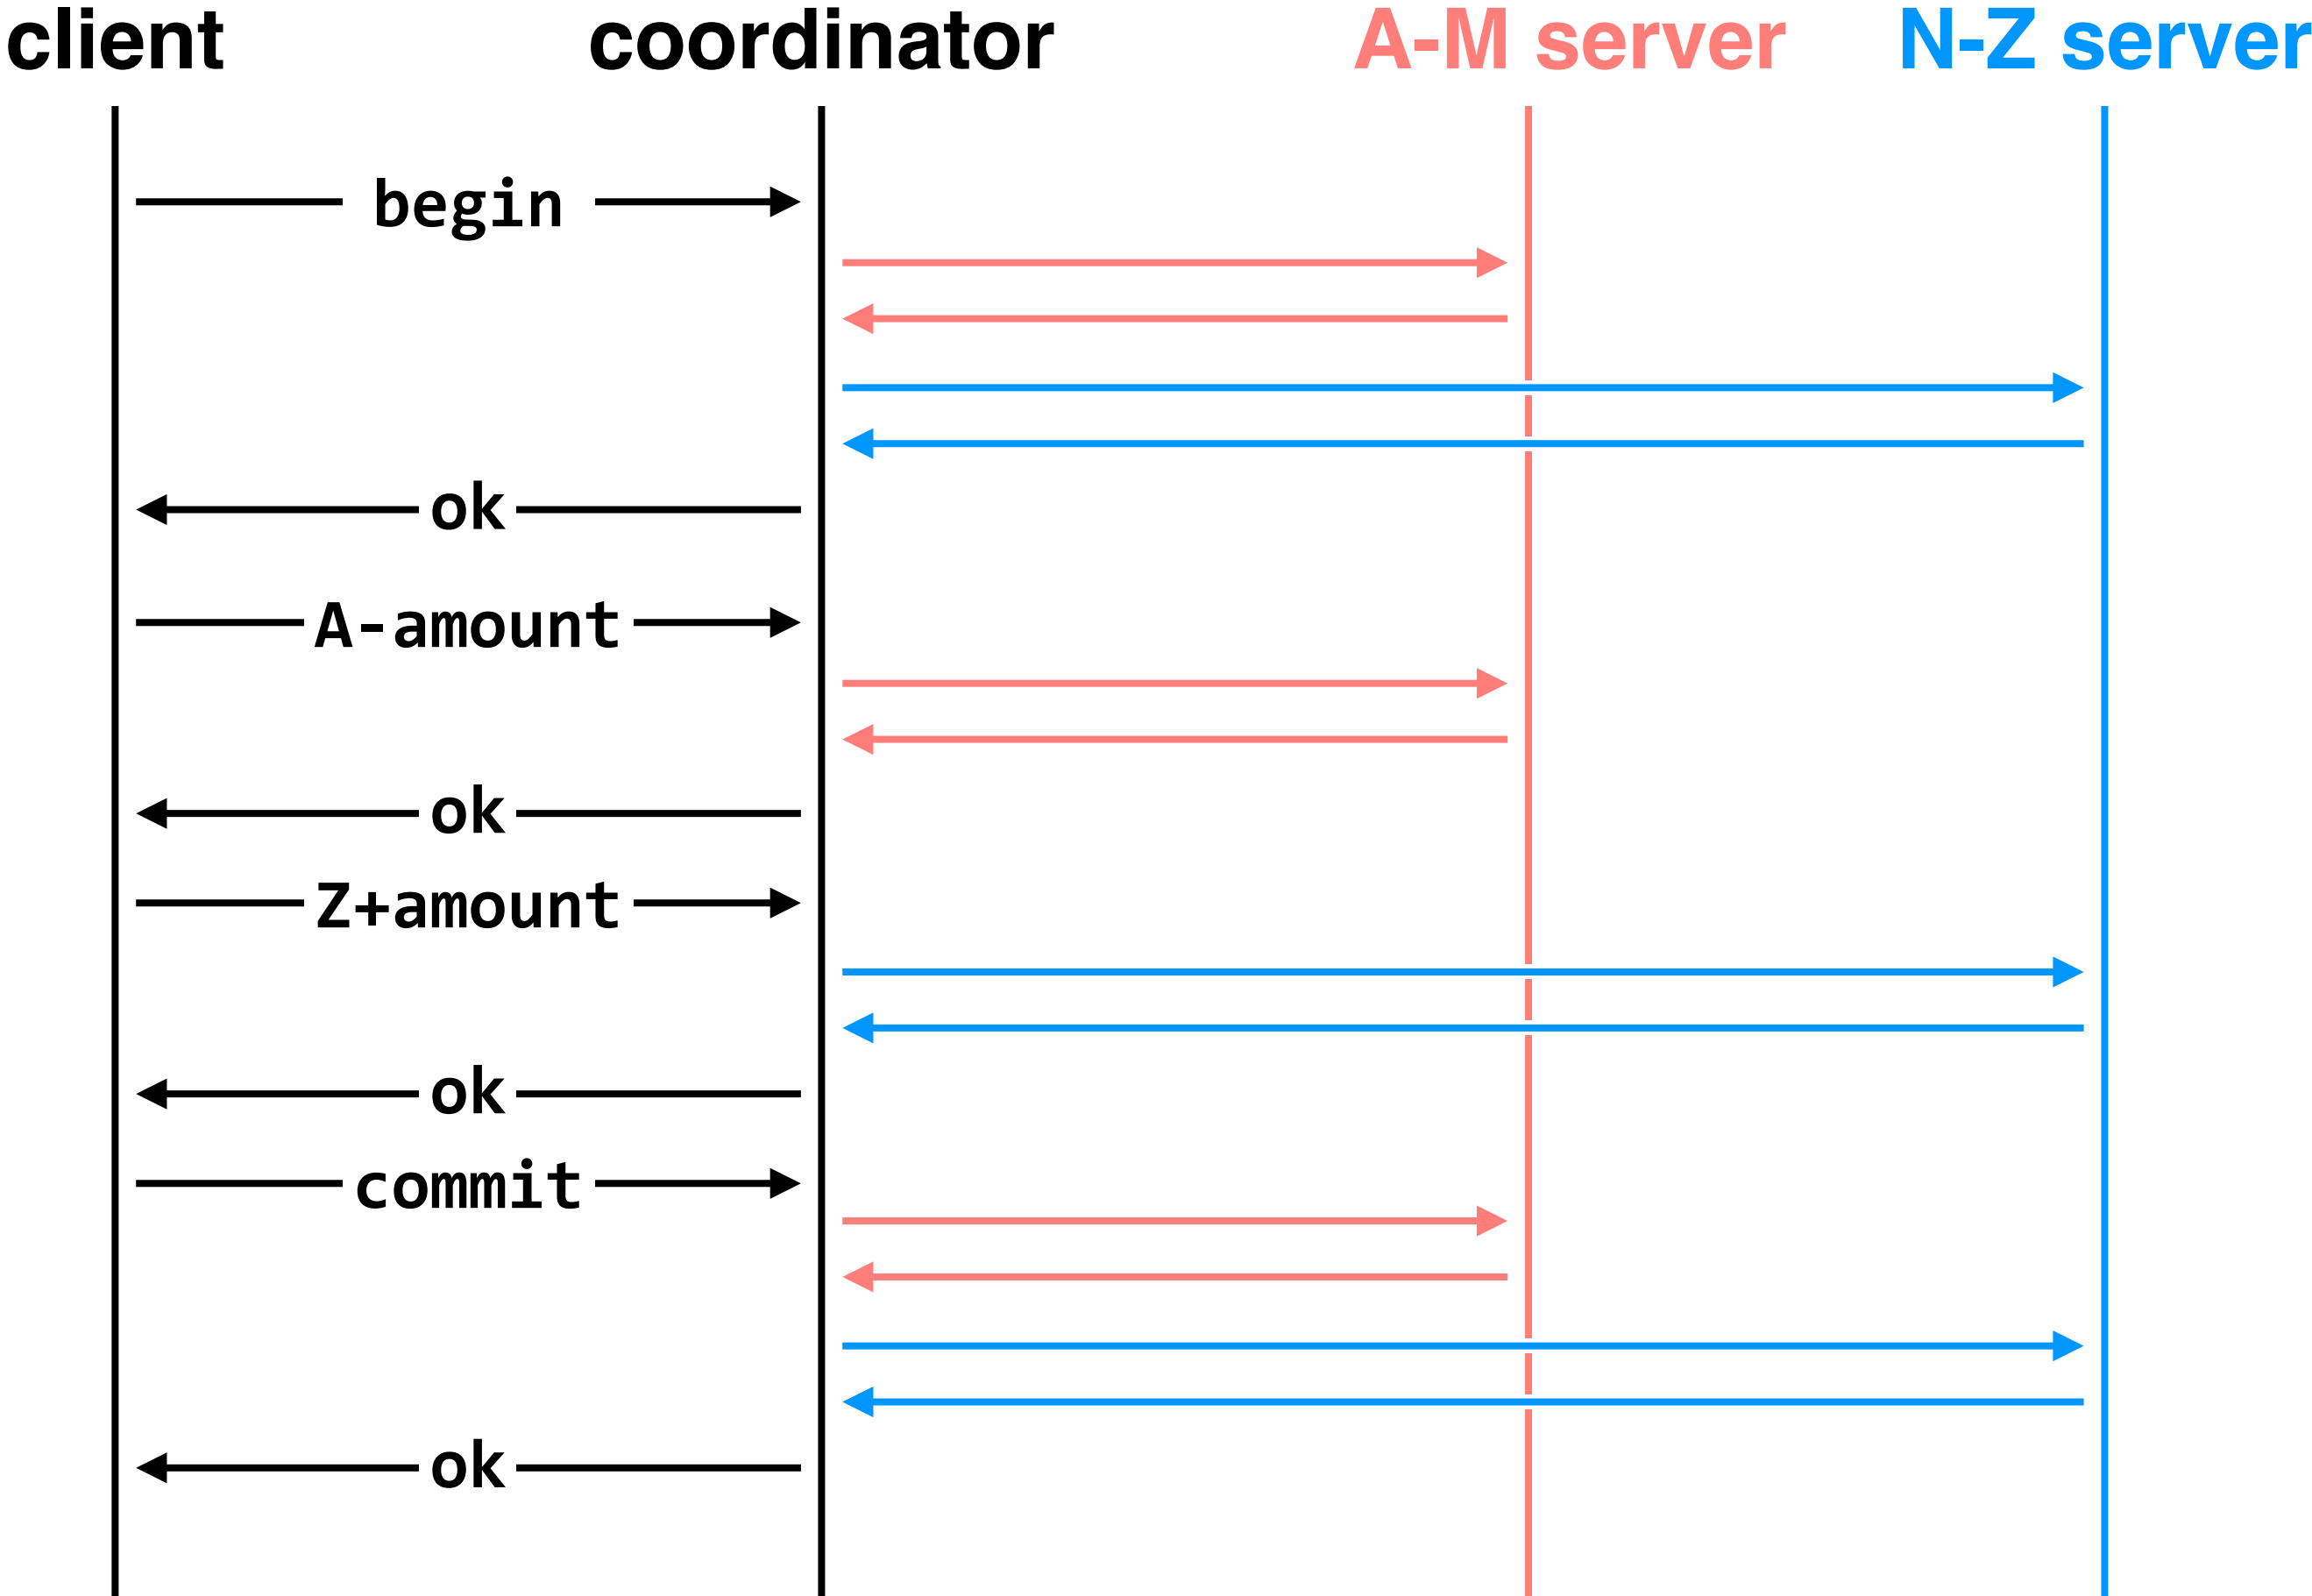 client coordinator A-M server N-Z server
begin
ok
A-amount
ok
Z+amount
ok
commit
ok